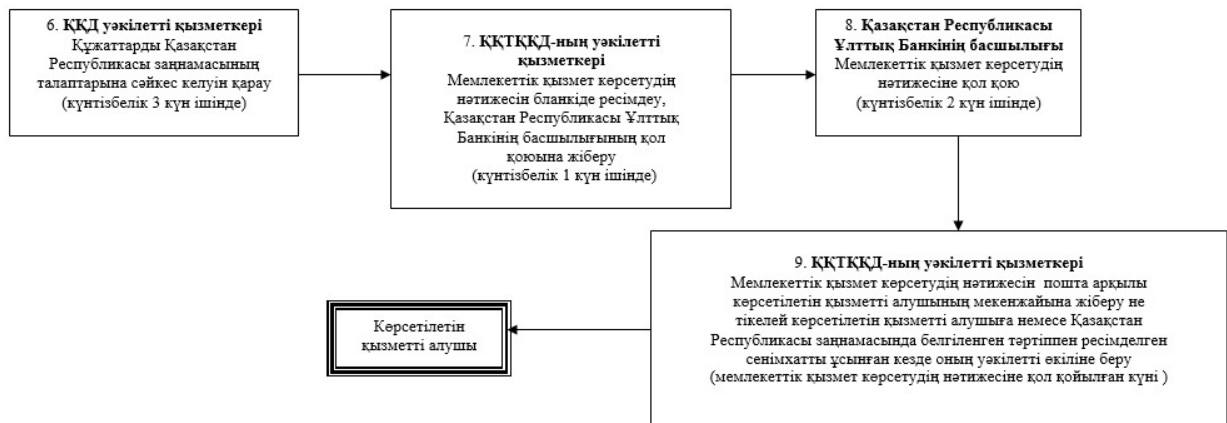 6. ҚҚД уәкілетті қызметкері
Құжаттарды Қазақстан
Республикасы заңнамасының
талаптарына сәйкес келуін қарау
(күнтізбелік 3 күн ішінде)
7. ҚҚТҚҚД-ның уәкілетті
қызметкері
Мемлекеттік қызмет көрсетудің
нәтижесін бланкіде ресімдеу,
Қазақстан Республикасы Ұлттық
Банкінің басшылығының қол
қоюына жіберу
(күнтізбелік 1 күн ішінде)
8. Қазақстан Республикасы
Ұлттық Банкінің басшылығы
Мемлекеттік қызмет көрсетудің
нәтижесіне қол қою
(күнтізбелік 2 күн ішінде)
9. ҚҚТҚҚД-ның уәкілетті қызметкері
Мемлекеттік қызмет көрсетудің нәтижесін пошта арқылы
көрсетілетін қызметті алушының мекенжайына жіберу не
тікелей көрсетілетін қызметті алушыға немесе Қазақстан
Республикасы заңнамасында белгіленген тәртіппен ресімделген
сенімхатты ұсынған кезде оның уәкілетті өкіліне беру
(мемлекеттік қызмет көрсетудің нәтижесіне қол қойылған күні )
Көрсетілетін
қызметті алушы